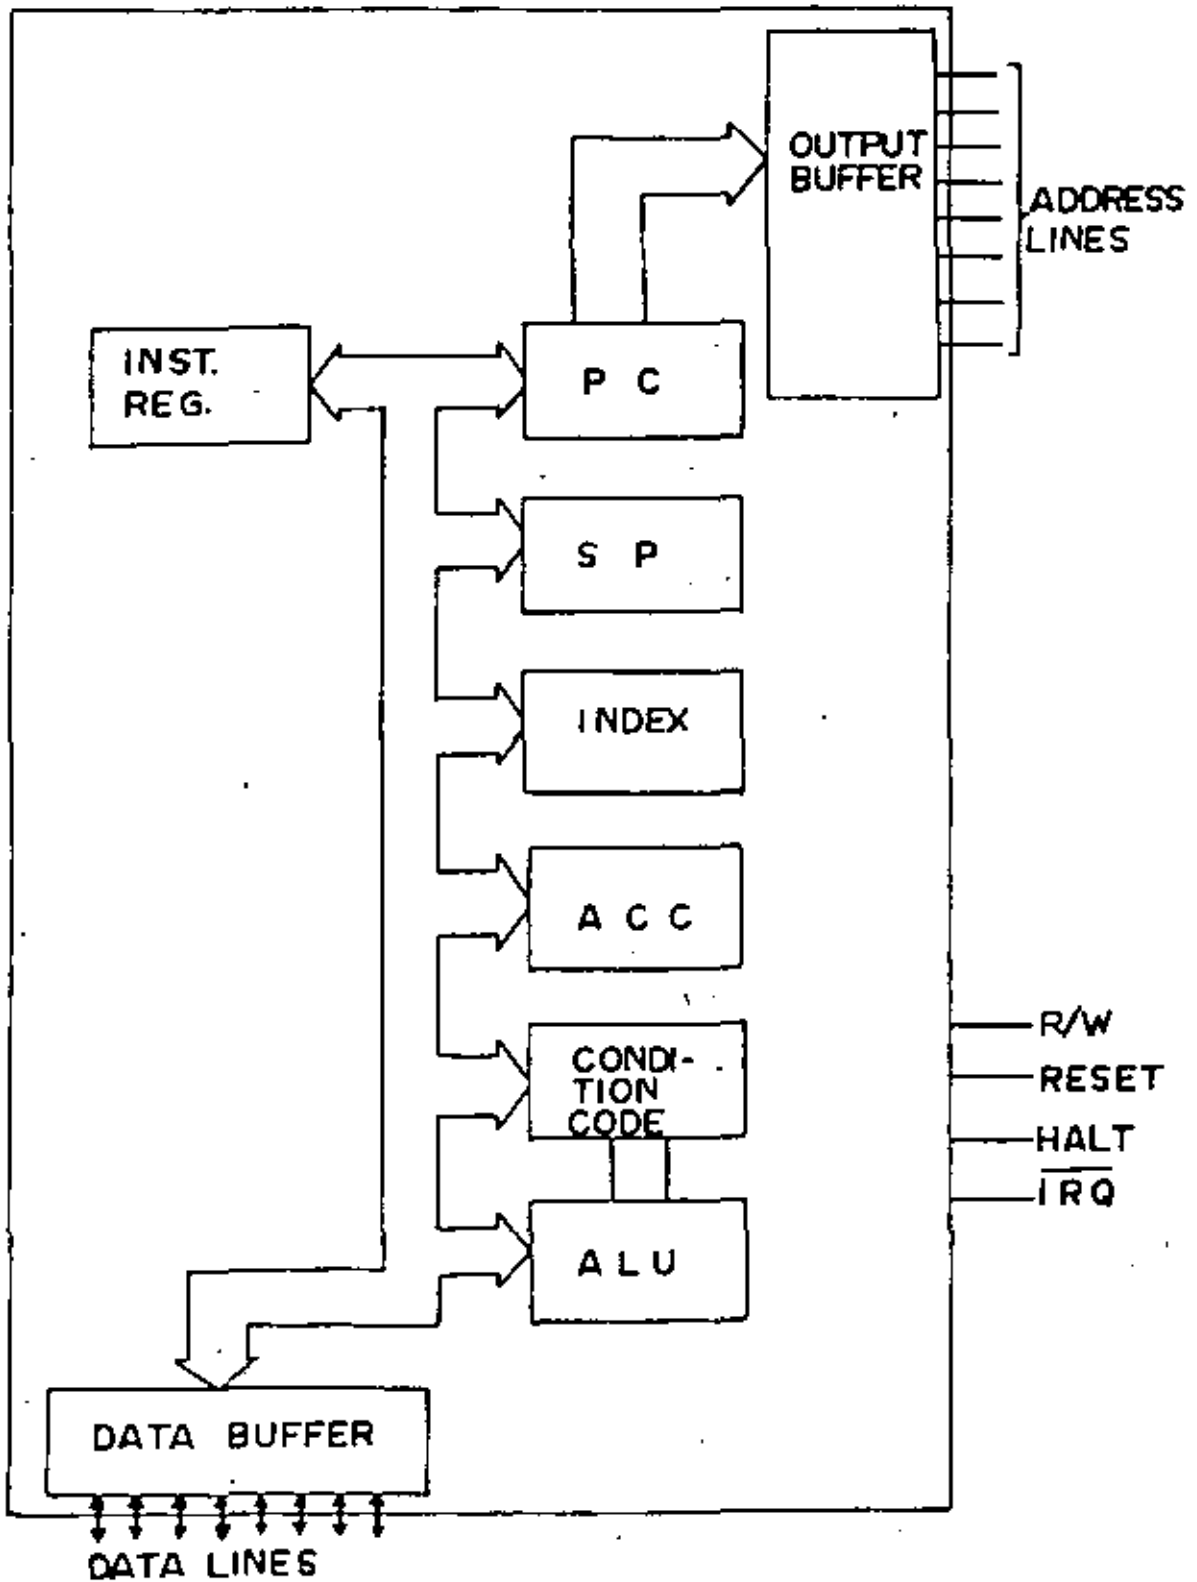 OUTPUT
BUFFER
ADDRESS
LINES
INST.
REG.
P C
S P
INDEX
A C C
CONDI-
TION
CODE
A L U
R/W
RESET
HALT
IRQ
DATA BUFFER
DATA LINES